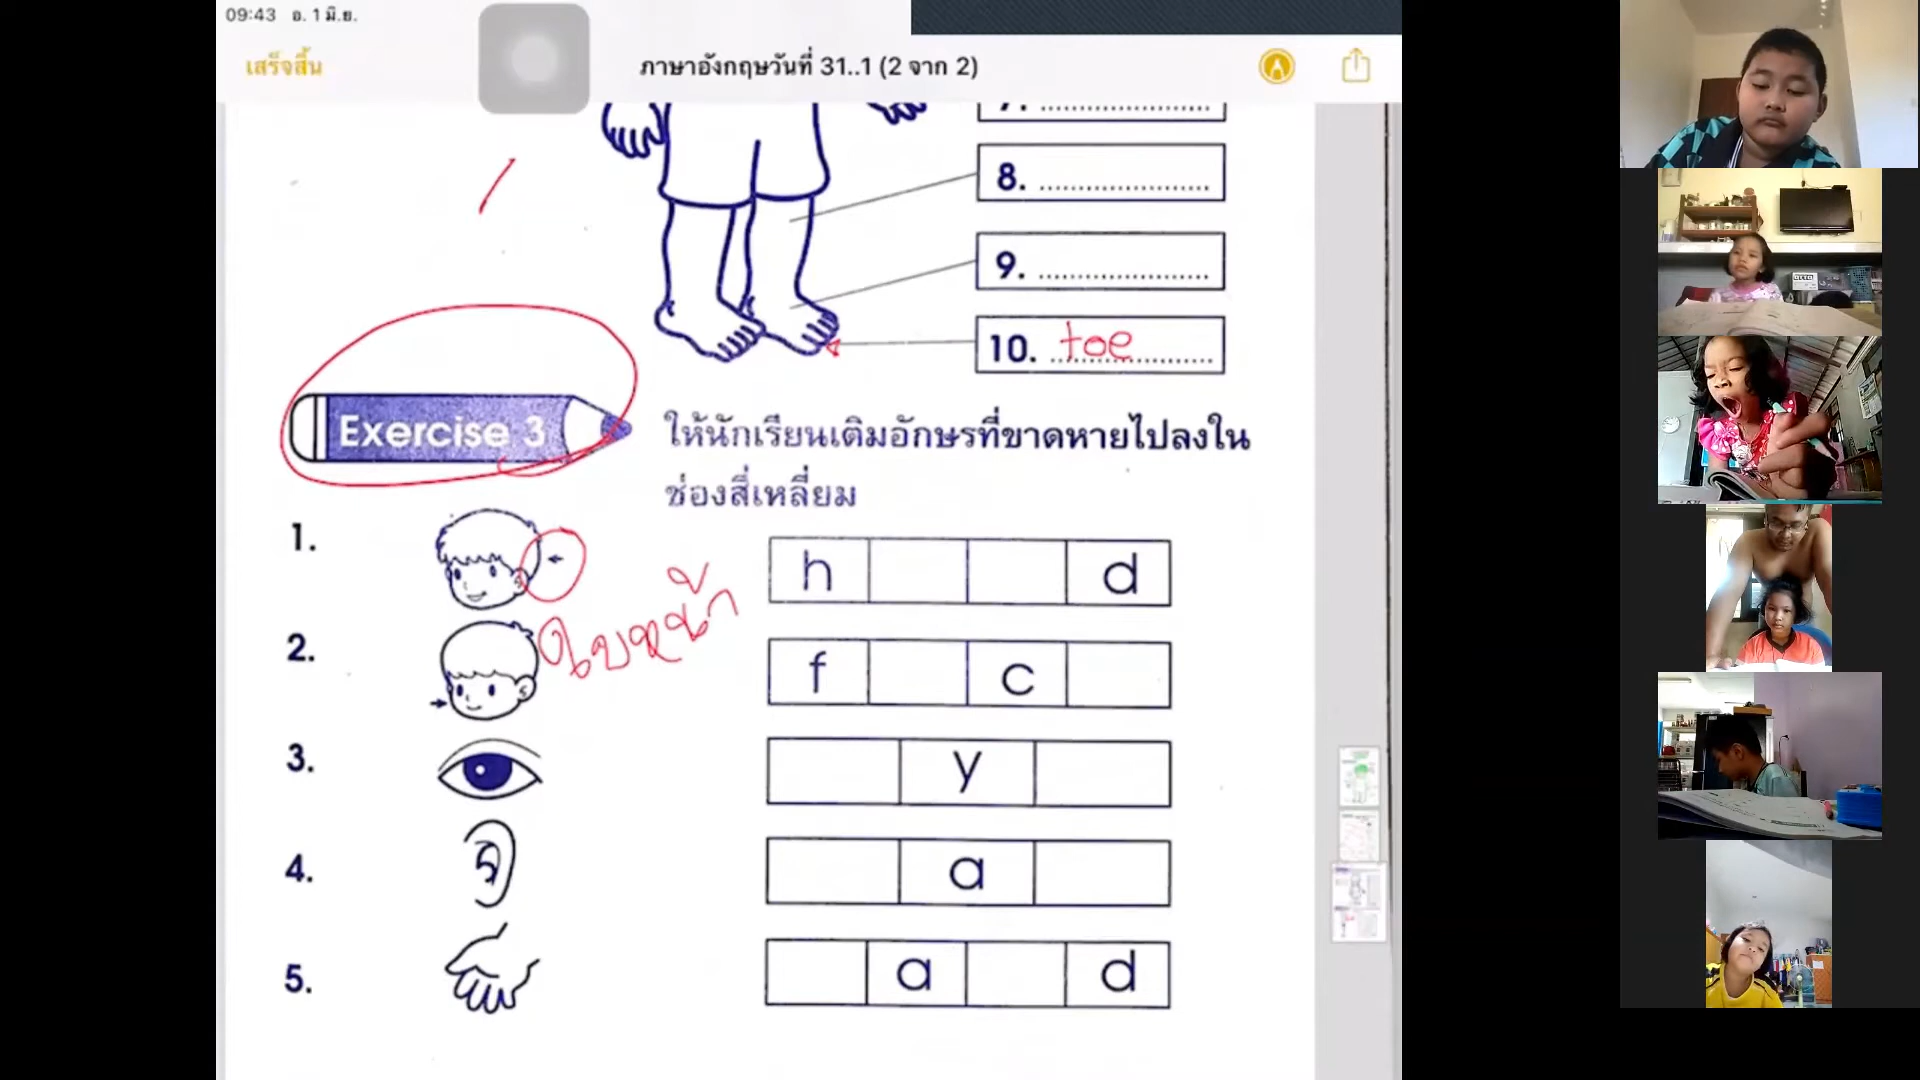 09:43 อ. 1 มิ.ย.
เสร็จสิ้น
ภาษาอังกฤษวันที่ 31..1 (2 จาก 2)
7. ........................
8. ........................
9. ........................
10. toe
Exercise 3
ให้นักเรียนเติมอักษรที่ขาดหายไปลงใน
ช่องสี่เหลี่ยม
1. h d
ใบหน้า
2. f c
3. y
4. a
5. a d